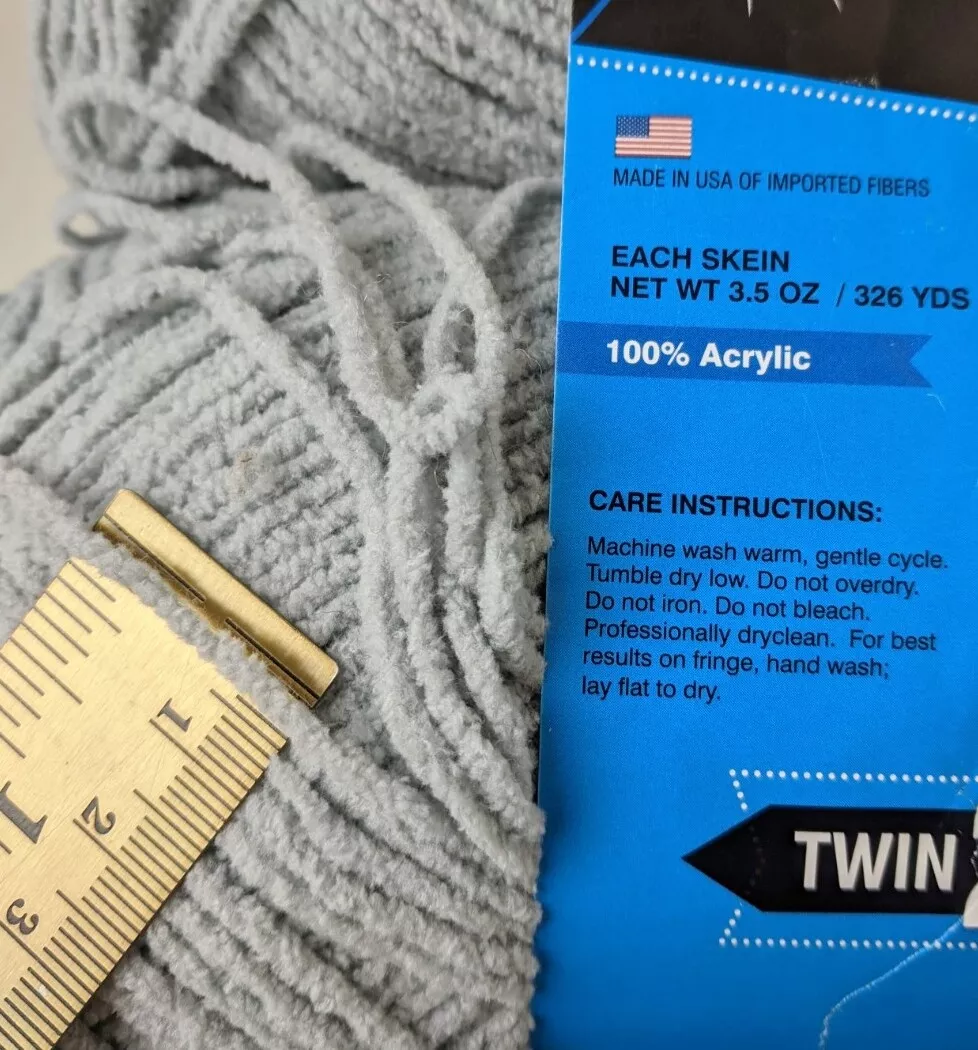 MADE IN USA OF IMPORTED FIBERS
EACH SKEIN
NET WT 3.5 OZ / 326 YDS
100% Acrylic
CARE INSTRUCTIONS:
Machine wash warm, gentle cycle.
Tumble dry low. Do not overdry.
Do not iron. Do not bleach.
Professionally dryclean. For best
results on fringe, hand wash;
lay flat to dry.
TWIN
1
2
3
1